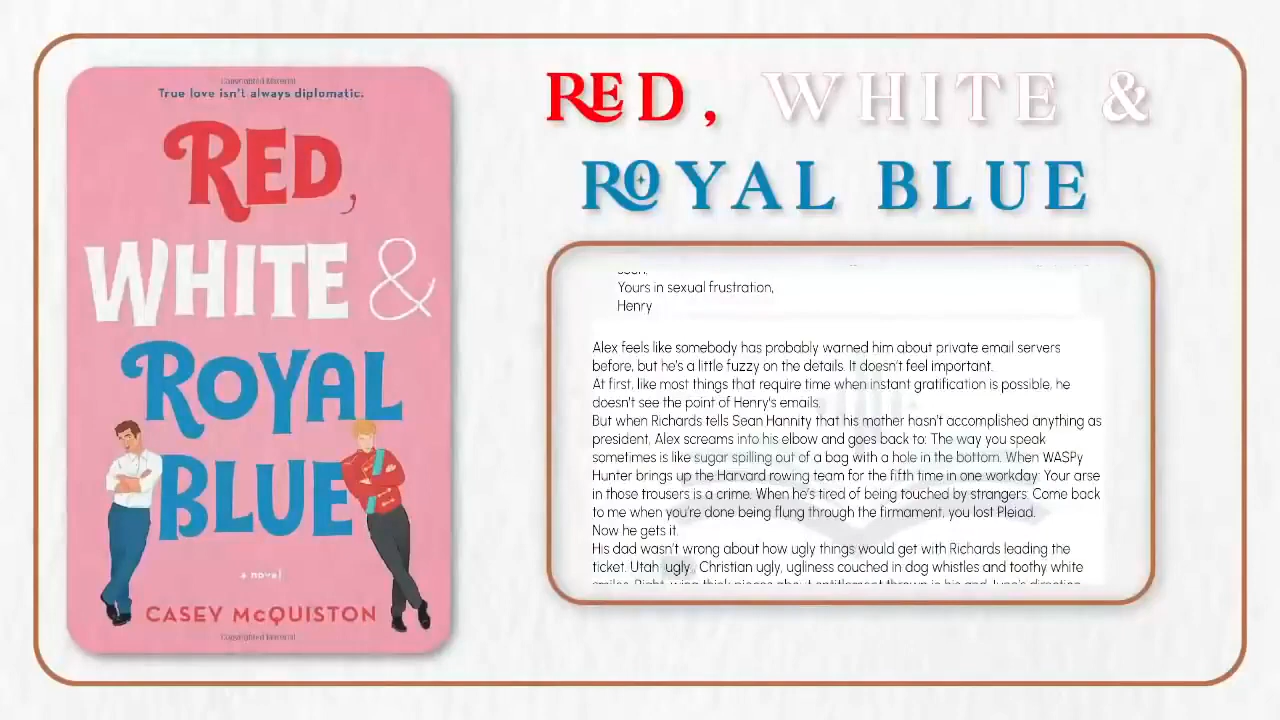 Copyrighted Material
True love isn't always diplomatic.
RED,
WHITE &
ROYAL
BLUE
a novel
CASEY McQUISTON
Copyrighted Material
RED, WHITE &
ROYAL BLUE
soon.
Yours in sexual frustration,
Henry
Alex feels like somebody has probably warned him about private email servers
before, but he's a little fuzzy on the details. It doesn't feel important.
At first, like most things that require time when instant gratification is possible, he
doesn't see the point of Henry's emails.
But when Richards tells Sean Hannity that his mother hasn't accomplished anything as
president, Alex screams into his elbow and goes back to: The way you speak
sometimes is like sugar spilling out of a bag with a hole in the bottom. When WASPy
Hunter brings up the Harvard rowing team for the fifth time in one workday: Your arse
in those trousers is a crime. When he's tired of being touched by strangers: Come back
to me when you're done being flung through the firmament, you lost Pleiad.
Now he gets it.
His dad wasn't wrong about how ugly things would get with Richards leading the
ticket. Utah ugly, Christian ugly, ugliness couched in dog whistles and toothy white